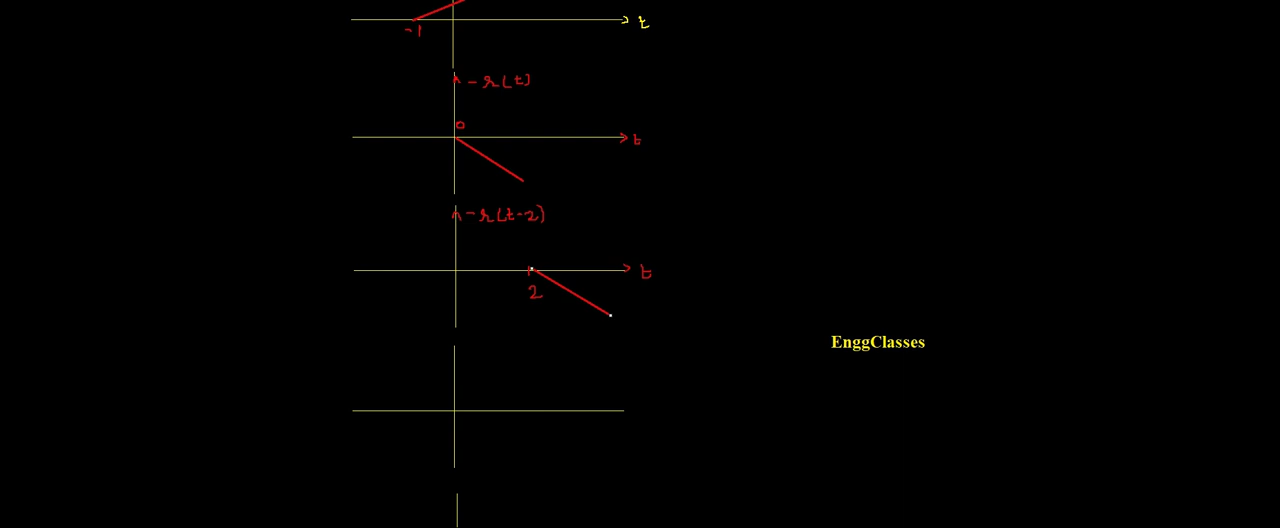 t
-1
-r(t)
0
t
-r(t-2)
t
2
EnggClasses